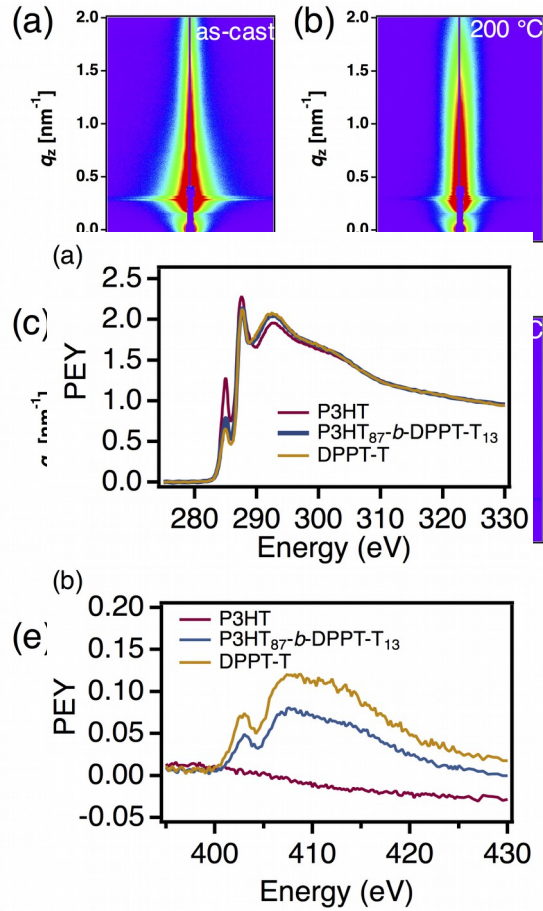 (a)
as-cast
2.0
1.5
1.0
0.5
0.0
q_z [nm⁻¹]
(b)
200 °C
2.0
1.5
1.0
0.5
0.0
q_z [nm⁻¹]
(a)
(c)
[nm⁻¹]
C
2.5
2.0
1.5
1.0
0.5
0.0
PEY
P3HT
P3HT₈₇-b-DPPT-T₁₃
DPPT-T
280 290 300 310 320 330
Energy (eV)
(b)
(e)
0.20
0.15
0.10
0.05
0.00
-0.05
PEY
P3HT
P3HT₈₇-b-DPPT-T₁₃
DPPT-T
400 410 420 430
Energy (eV)